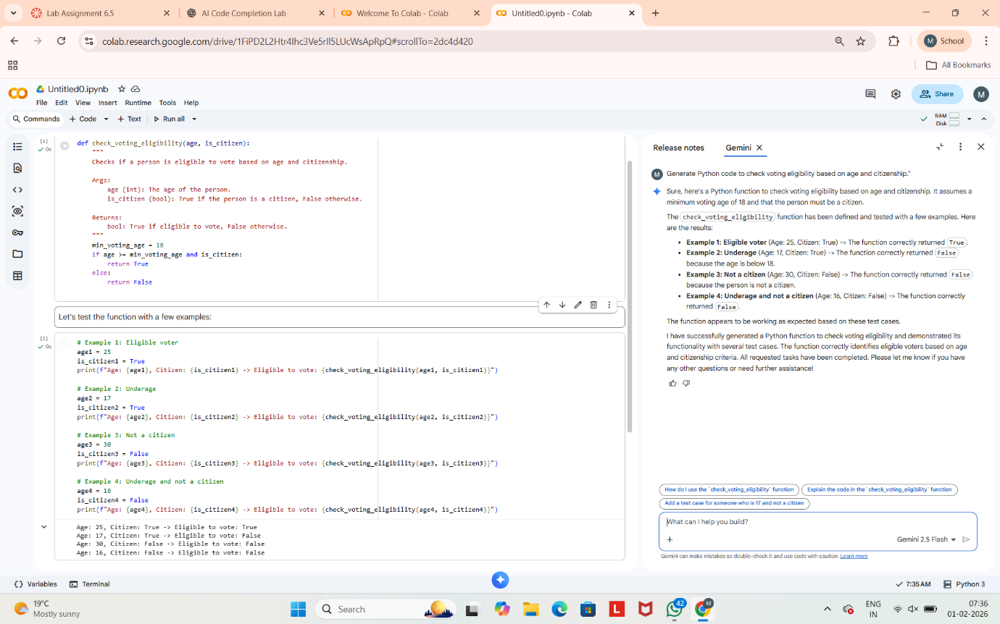 Lab Assignment 6.5
AI Code Completion Lab
Welcome To Colab - Colab
Untitled0.ipynb - Colab
colab.research.google.com/drive/1FiPD2L2Htr4Ihc3Ve5rIl5LUcWsApRpQ#scrollTo=2dc4d420
M School
All Bookmarks
Untitled0.ipynb
File Edit View Insert Runtime Tools Help
Share
M
Commands + Code + Text Run all
RAM
Disk
[1]
0s
def check_voting_eligibility(age, is_citizen):
"""
Checks if a person is eligible to vote based on age and citizenship.
Args:
age (int): The age of the person.
is_citizen (bool): True if the person is a citizen, False otherwise.
Returns:
bool: True if eligible to vote, False otherwise.
"""
min_voting_age = 18
if age >= min_voting_age and is_citizen:
return True
else:
return False
Let's test the function with a few examples:
[2]
0s
# Example 1: Eligible voter
age1 = 25
is_citizen1 = True
print(f"Age: {age1}, Citizen: {is_citizen1} -> Eligible to vote: {check_voting_eligibility(age1, is_citizen1)}")
# Example 2: Underage
age2 = 17
is_citizen2 = True
print(f"Age: {age2}, Citizen: {is_citizen2} -> Eligible to vote: {check_voting_eligibility(age2, is_citizen2)}")
# Example 3: Not a citizen
age3 = 30
is_citizen3 = False
print(f"Age: {age3}, Citizen: {is_citizen3} -> Eligible to vote: {check_voting_eligibility(age3, is_citizen3)}")
# Example 4: Underage and not a citizen
age4 = 16
is_citizen4 = False
print(f"Age: {age4}, Citizen: {is_citizen4} -> Eligible to vote: {check_voting_eligibility(age4, is_citizen4)}")
Age: 25, Citizen: True -> Eligible to vote: True
Age: 17, Citizen: True -> Eligible to vote: False
Age: 30, Citizen: False -> Eligible to vote: False
Age: 16, Citizen: False -> Eligible to vote: False
Release notes
Gemini
M
Generate Python code to check voting eligibility based on age and citizenship.”
Sure, here's a Python function to check voting eligibility based on age and citizenship. It assumes a
minimum voting age of 18 and that the person must be a citizen.
The check_voting_eligibility function has been defined and tested with a few examples. Here
are the results:
• Example 1: Eligible voter (Age: 25, Citizen: True) -> The function correctly returned True .
• Example 2: Underage (Age: 17, Citizen: True) -> The function correctly returned False
because the age is below 18.
• Example 3: Not a citizen (Age: 30, Citizen: False) -> The function correctly returned False
because the person is not a citizen.
• Example 4: Underage and not a citizen (Age: 16, Citizen: False) -> The function correctly
returned False .
The function appears to be working as expected based on these test cases.
I have successfully generated a Python function to check voting eligibility and demonstrated its
functionality with several test cases. The function correctly identifies eligible voters based on age
and citizenship criteria. All requested tasks have been completed. Please let me know if you have
any other questions or need further assistance!
How do I use the `check_voting_eligibility` function
Explain the code in the `check_voting_eligibility` function
Add a test case for someone who is 17 and not a citizen
What can I help you build?
Gemini 2.5 Flash
Gemini can make mistakes so double-check it and use code with caution. Learn more
Variables
Terminal
7:35 AM
Python 3
19°C
Mostly sunny
Search
L
42
M
ENG
IN
07:36
01-02-2026